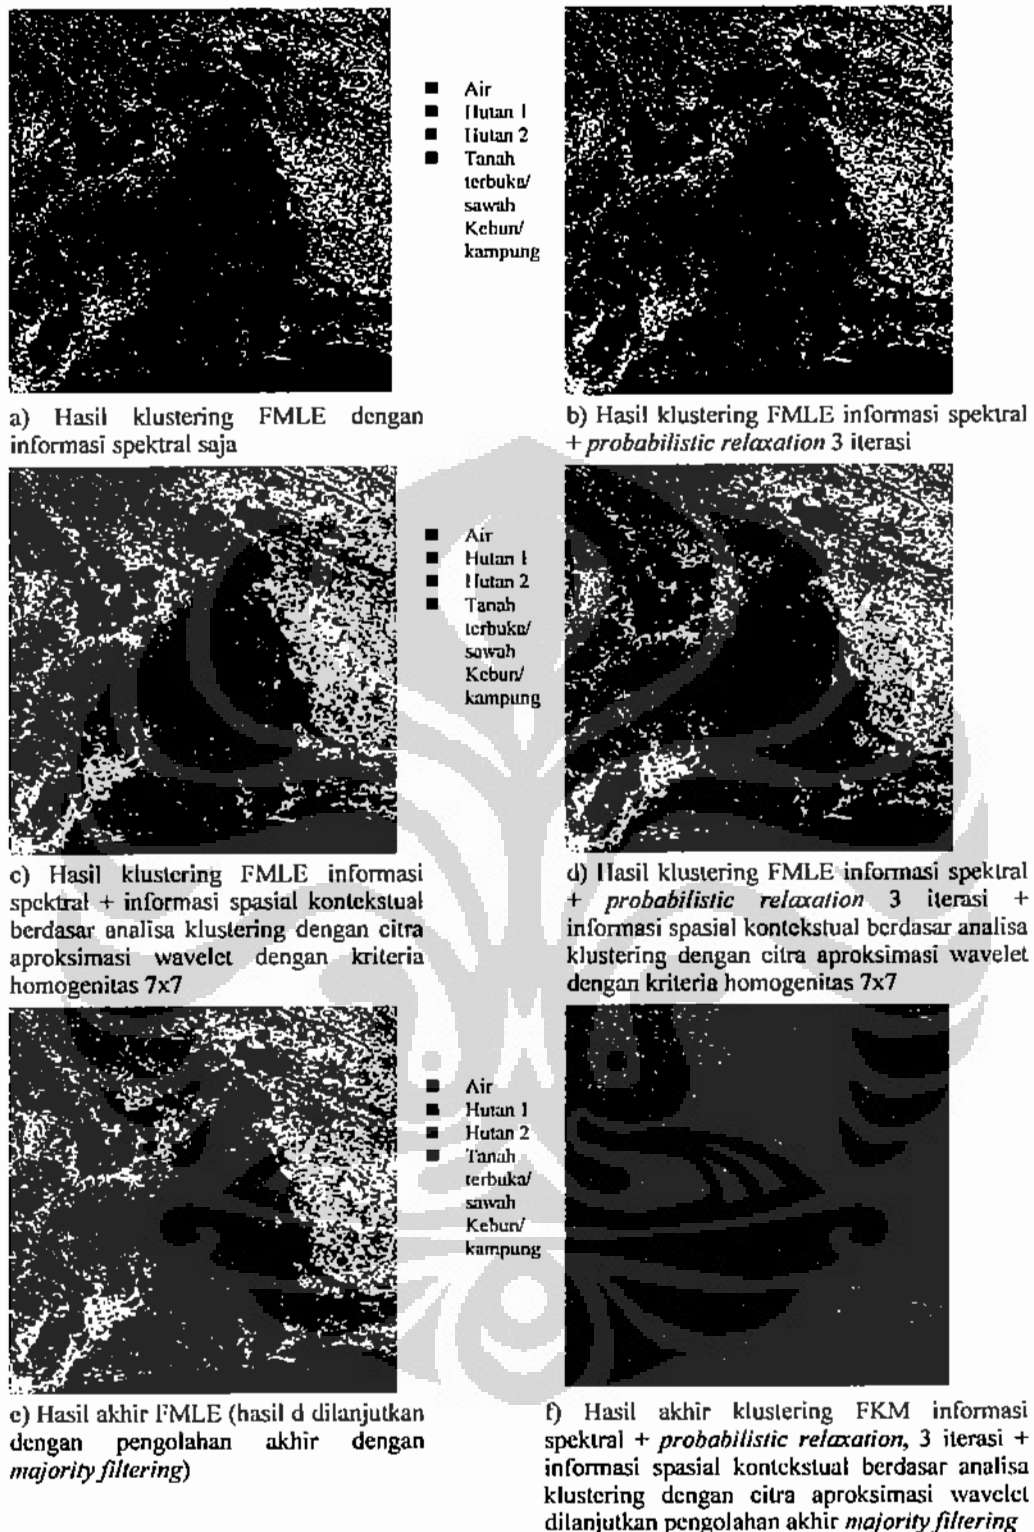 Air
Hutan 1
Hutan 2
Tanah
terbuka/
sawah
Kebun/
kampung
a) Hasil klustering FMLE dengan
informasi spektral saja
b) Hasil klustering FMLE informasi spektral
+ probabilistic relaxation 3 iterasi
Air
Hutan 1
Hutan 2
Tanah
terbuka/
sawah
Kebun/
kampung
c) Hasil klustering FMLE informasi
spektral + informasi spasial kontekstual
berdasar analisa klustering dengan citra
aproksimasi wavelet dengan kriteria
homogenitas 7x7
d) Hasil klustering FMLE informasi spektral
+ probabilistic relaxation 3 iterasi +
informasi spasial kontekstual berdasar analisa
klustering dengan citra aproksimasi wavelet
dengan kriteria homogenitas 7x7
Air
Hutan 1
Hutan 2
Tanah
terbuka/
sawah
Kebun/
kampung
e) Hasil akhir FMLE (hasil d dilanjutkan
dengan pengolahan akhir dengan
majority filtering)
f) Hasil akhir klustering FKM informasi
spektral + probabilistic relaxation, 3 iterasi +
informasi spasial kontekstual berdasar analisa
klustering dengan citra aproksimasi wavelet
dilanjutkan pengolahan akhir majority filtering